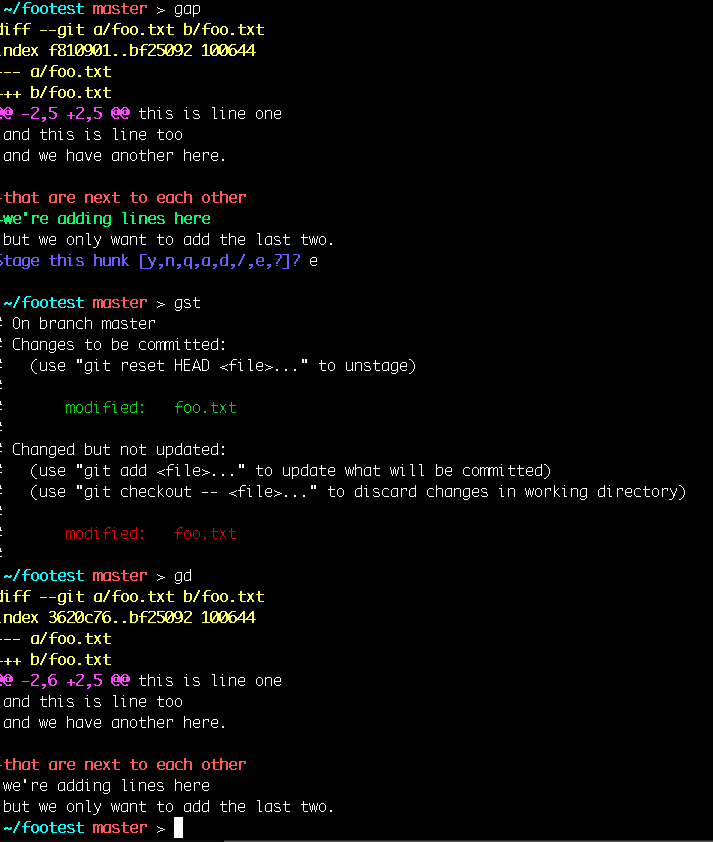 ~/footest master > gap
diff --git a/foo.txt b/foo.txt
index f810901..bf25092 100644
--- a/foo.txt
+++ b/foo.txt
@@ -2,5 +2,5 @@ this is line one
and this is line too
and we have another here.
-that are next to each other
+we're adding lines here
but we only want to add the last two.
Stage this hunk [y,n,q,a,d,/,e,?]? e
~/footest master > gst
# On branch master
# Changes to be committed:
#   (use "git reset HEAD <file>..." to unstage)
#
#       modified:   foo.txt
#
# Changed but not updated:
#   (use "git add <file>..." to update what will be committed)
#   (use "git checkout -- <file>..." to discard changes in working directory)
#
#       modified:   foo.txt
#
~/footest master > gd
diff --git a/foo.txt b/foo.txt
index 3620c76..bf25092 100644
--- a/foo.txt
+++ b/foo.txt
@@ -2,6 +2,5 @@ this is line one
and this is line too
and we have another here.
-that are next to each other
we're adding lines here
but we only want to add the last two.
~/footest master >